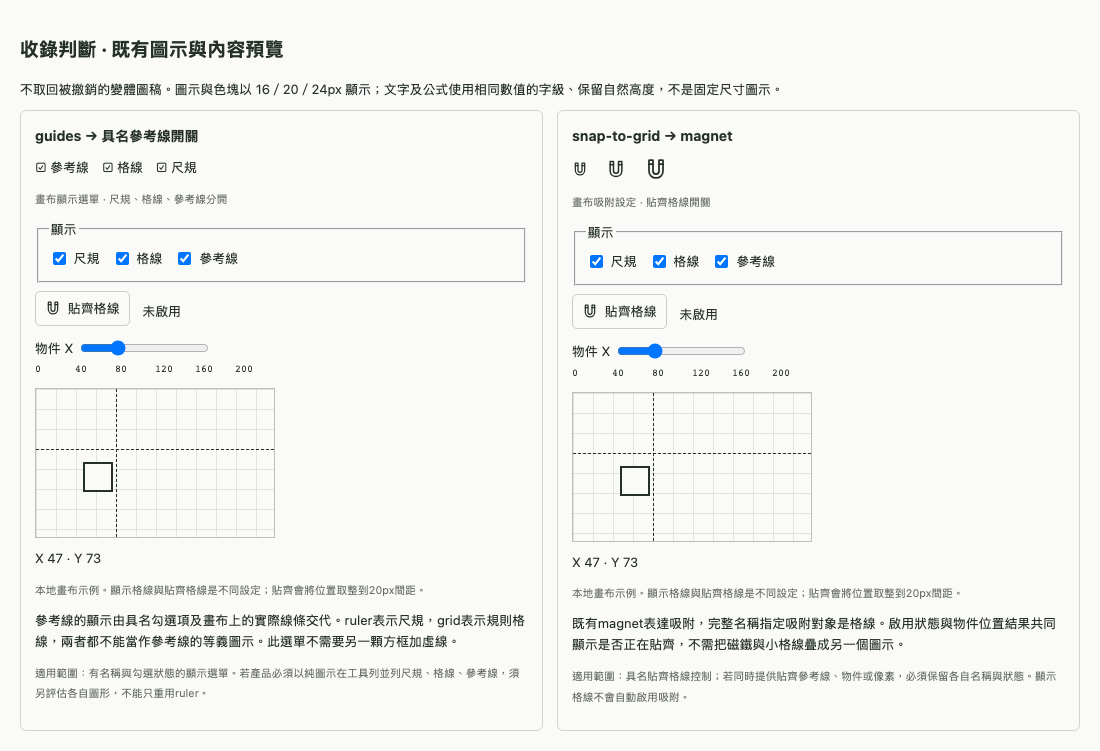 收錄判斷 · 既有圖示與內容預覽
不取回被撤銷的變體圖稿。圖示與色塊以 16 / 20 / 24px 顯示；文字及公式使用相同數值的字級、保留自然高度，不是固定尺寸圖示。
guides → 具名參考線開關
參考線 格線 尺規
畫布顯示選單 · 尺規、格線、參考線分開
顯示
尺規 格線 參考線
貼齊格線 未啟用
物件 X
0 40 80 120 160 200
X 47 · Y 73
本地畫布示例。顯示格線與貼齊格線是不同設定；貼齊會將位置取整到20px間距。
參考線的顯示由具名勾選項及畫布上的實際線條交代。ruler表示尺規，grid表示規則格
線，兩者都不能當作參考線的等義圖示。此選單不需要另一顆方框加虛線。
適用範圍：有名稱與勾選狀態的顯示選單。若產品必須以純圖示在工具列並列尺規、格線、參考線，須
另評估各自圖形，不能只重用ruler。
snap-to-grid → magnet
畫布吸附設定 · 貼齊格線開關
顯示
尺規 格線 參考線
貼齊格線 未啟用
物件 X
0 40 80 120 160 200
X 47 · Y 73
本地畫布示例。顯示格線與貼齊格線是不同設定；貼齊會將位置取整到20px間距。
既有magnet表達吸附，完整名稱指定吸附對象是格線。啟用狀態與物件位置結果共同
顯示是否正在貼齊，不需把磁鐵與小格線疊成另一個圖示。
適用範圍：具名貼齊格線控制；若同時提供貼齊參考線、物件或像素，必須保留各自名稱與狀態。顯示
格線不會自動啟用吸附。